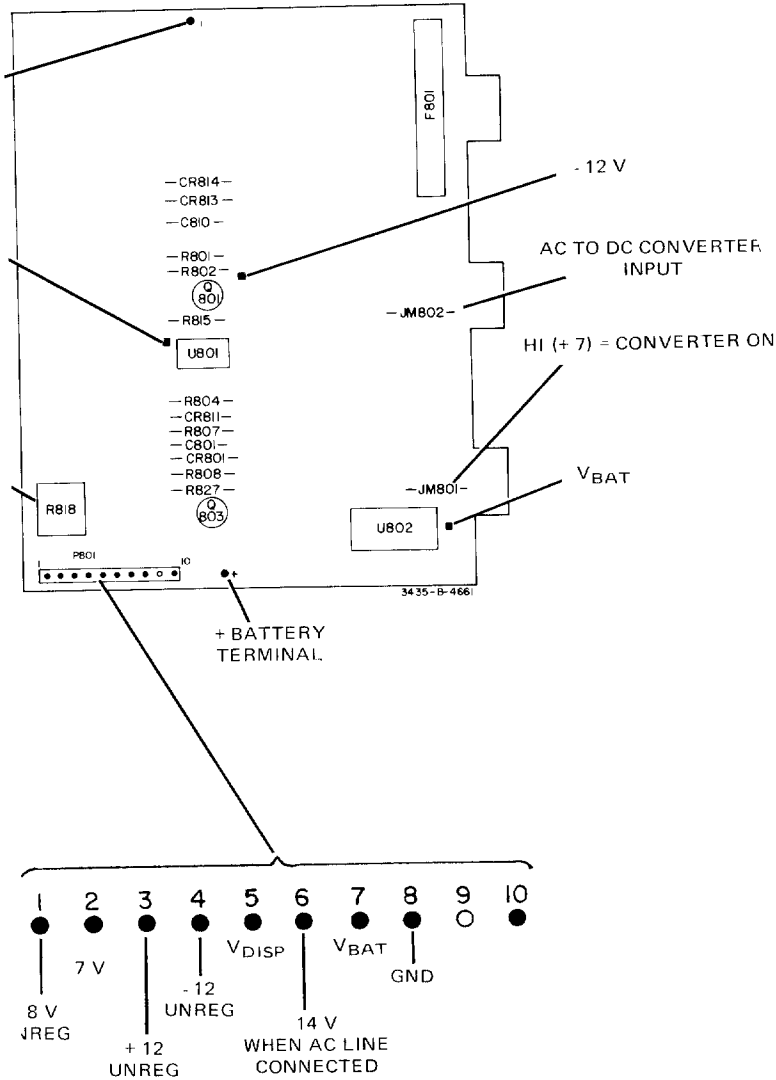 F801
-CR814-
-CR813-
-C810-
-12 V
-R801-
-R802-
Q
801
AC TO DC CONVERTER
INPUT
-R815-
-JM802-
U801
HI (+ 7) = CONVERTER ON
-R804-
-CR811-
-R807-
-C801-
-CR801-
-R808-
-R827-
-JM801-
VBAT
R818
Q
803
U802
P801
1
10
+
3435-B-4661
+ BATTERY
TERMINAL
1 2 3 4 5 6 7 8 9 10
VDISP
VBAT
7 V
GND
-12
UNREG
8 V
+ 12
UNREG
14 V
WHEN AC LINE
CONNECTED